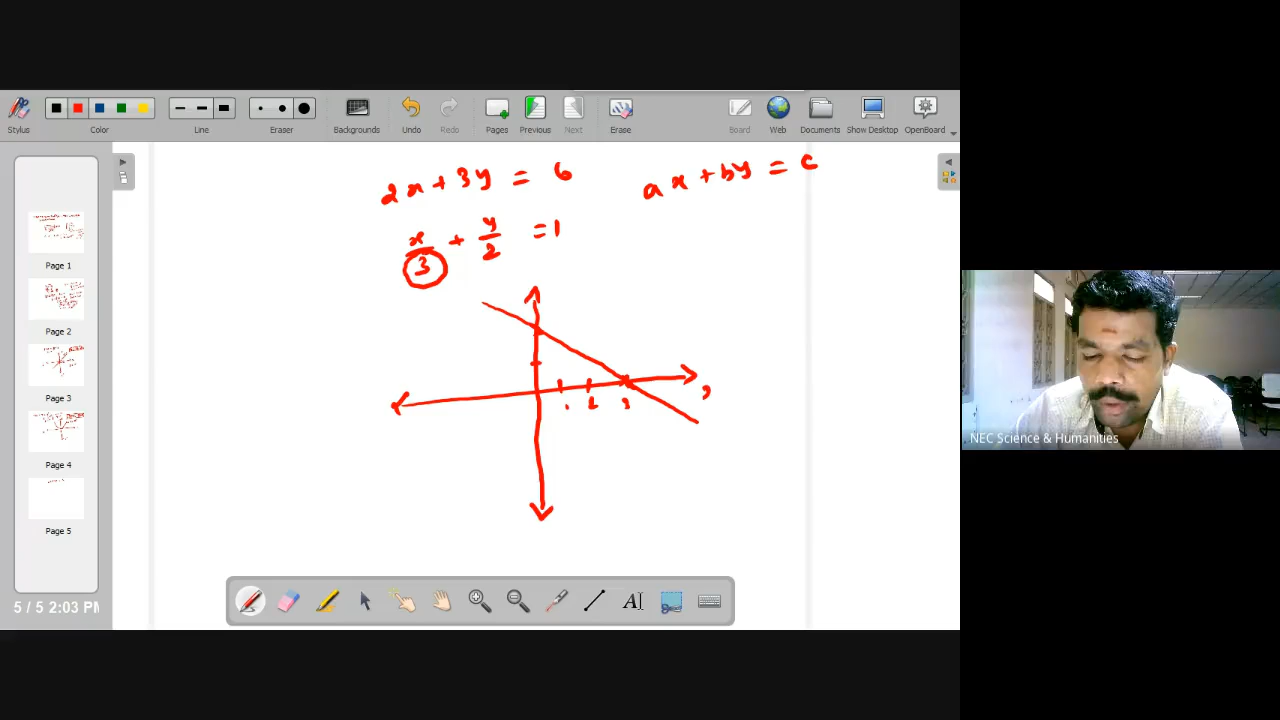 Stylus Color Line Eraser Backgrounds Undo Redo Pages Previous Next Erase Board Web Documents Show Desktop OpenBoard
2x + 3y = 6
ax + by = c
x/3 + y/2 = 1
2 3
Page 1
Page 2
Page 3
Page 4
Page 5
5 / 5 2:03 PM
NEC Science & Humanities